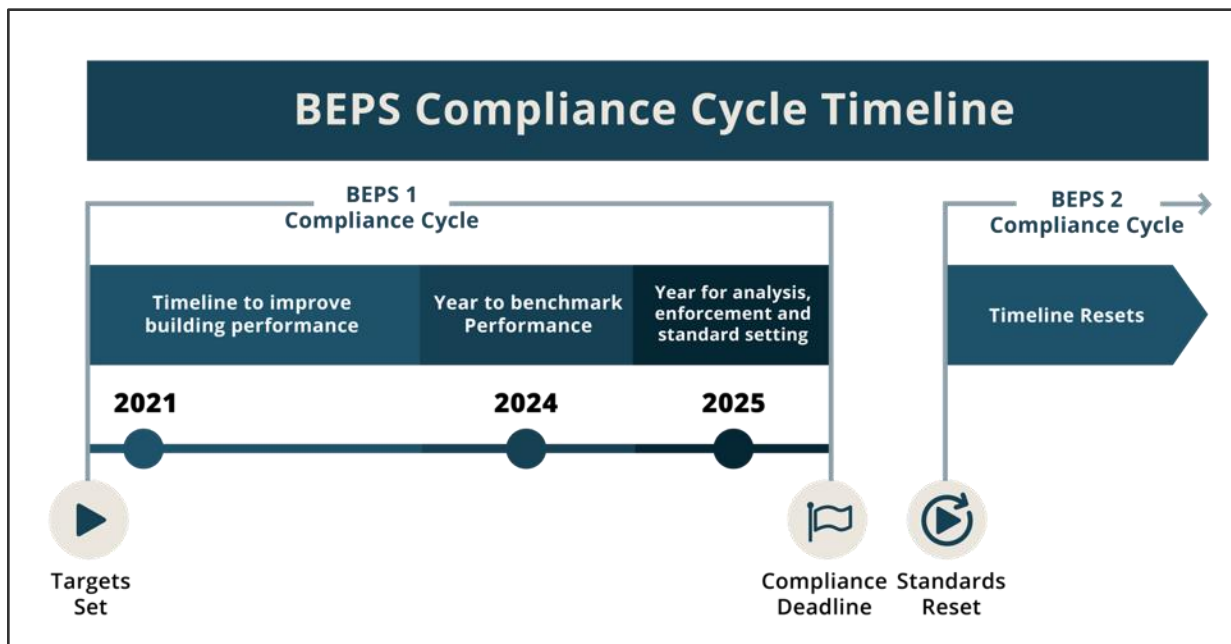 BEPS Compliance Cycle Timeline
BEPS 1
Compliance Cycle
BEPS 2
Compliance Cycle
Timeline to improve
building performance
Year to benchmark
Performance
Year for analysis,
enforcement and
standard setting
Timeline Resets
2021
2024
2025
Targets
Set
Compliance
Deadline
Standards
Reset